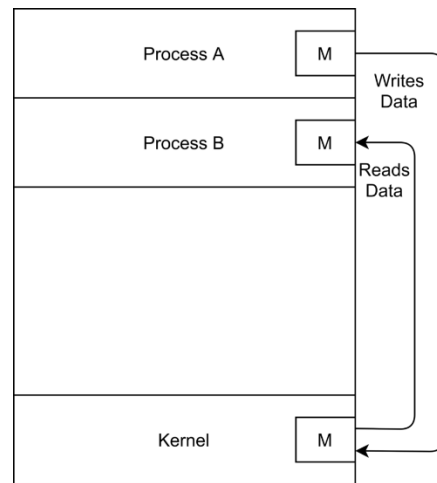 Process A
M
Writes
Data
Process B
M
Reads
Data
Kernel
M